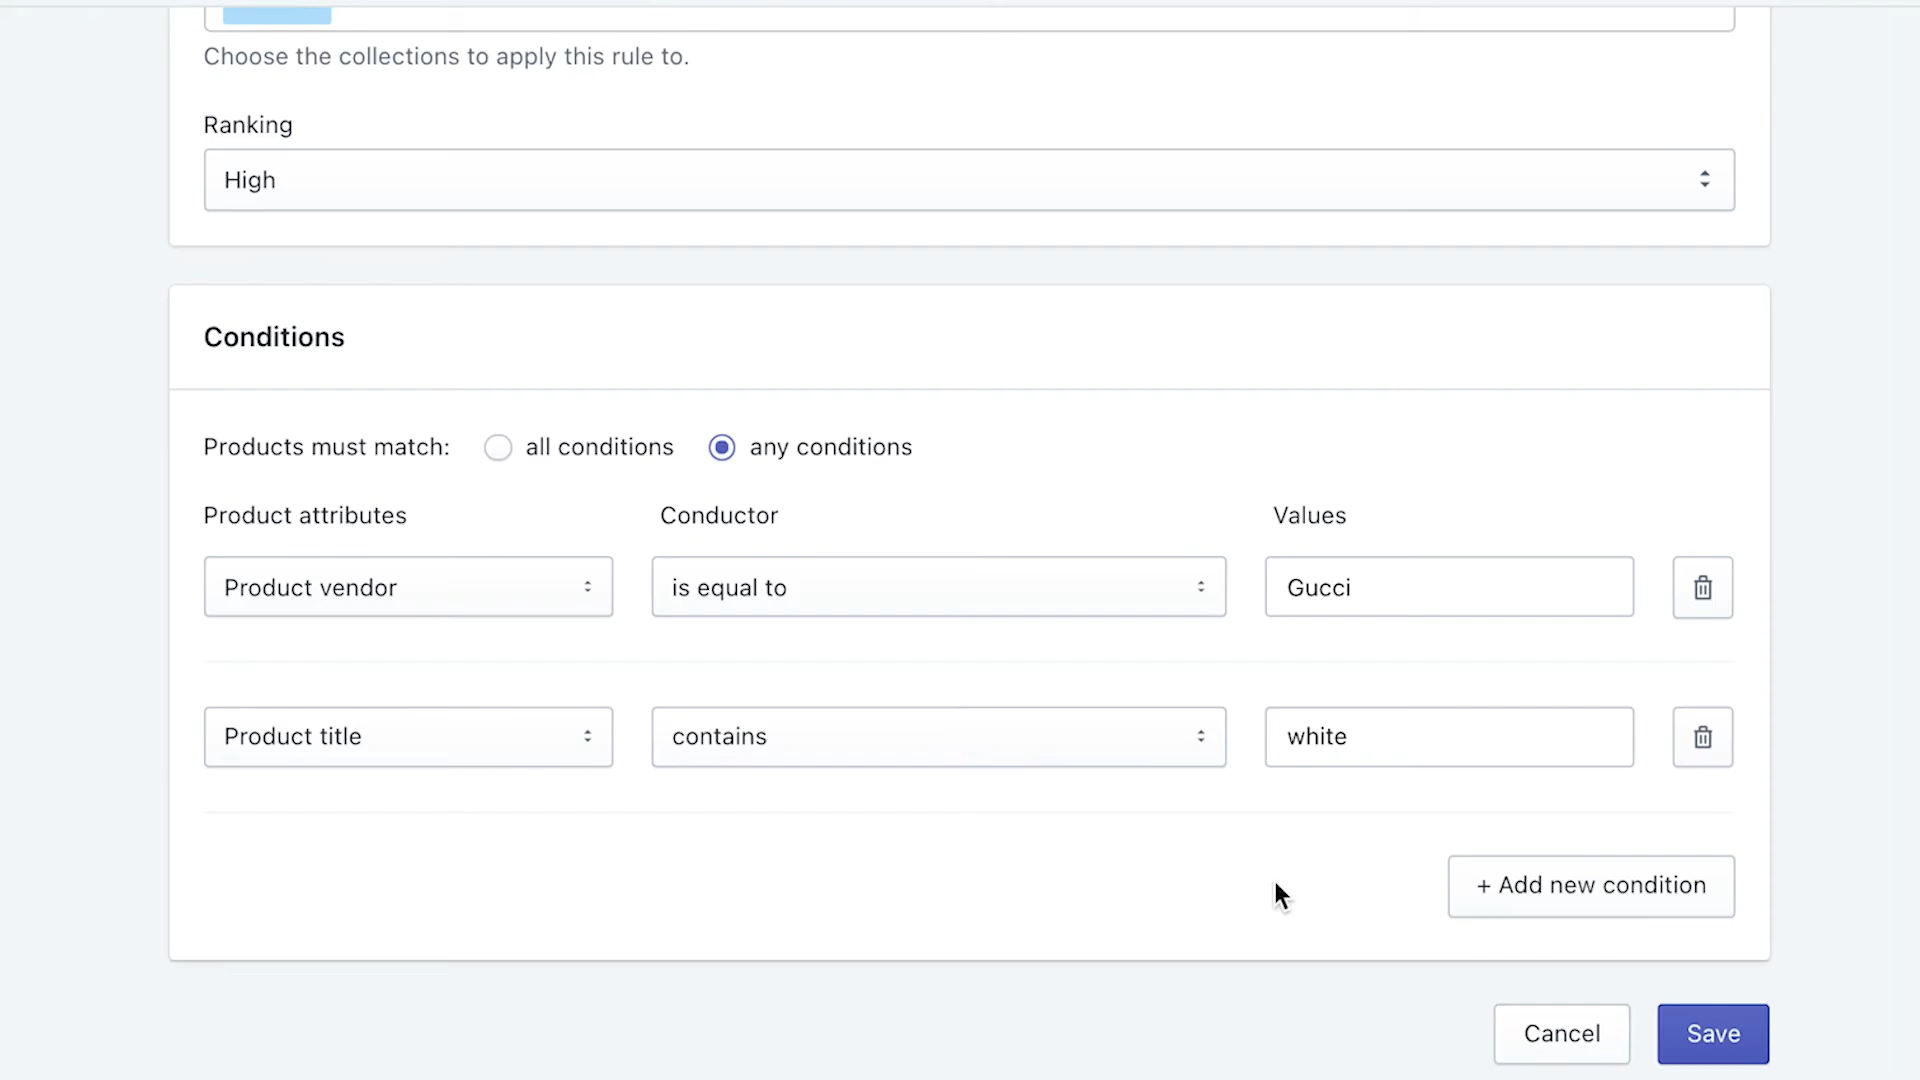 Choose the collections to apply this rule to.
Ranking
High
Conditions
Products must match: all conditions any conditions
Product attributes Conductor Values
Product vendor is equal to Gucci
Product title contains white
+ Add new condition
Cancel Save